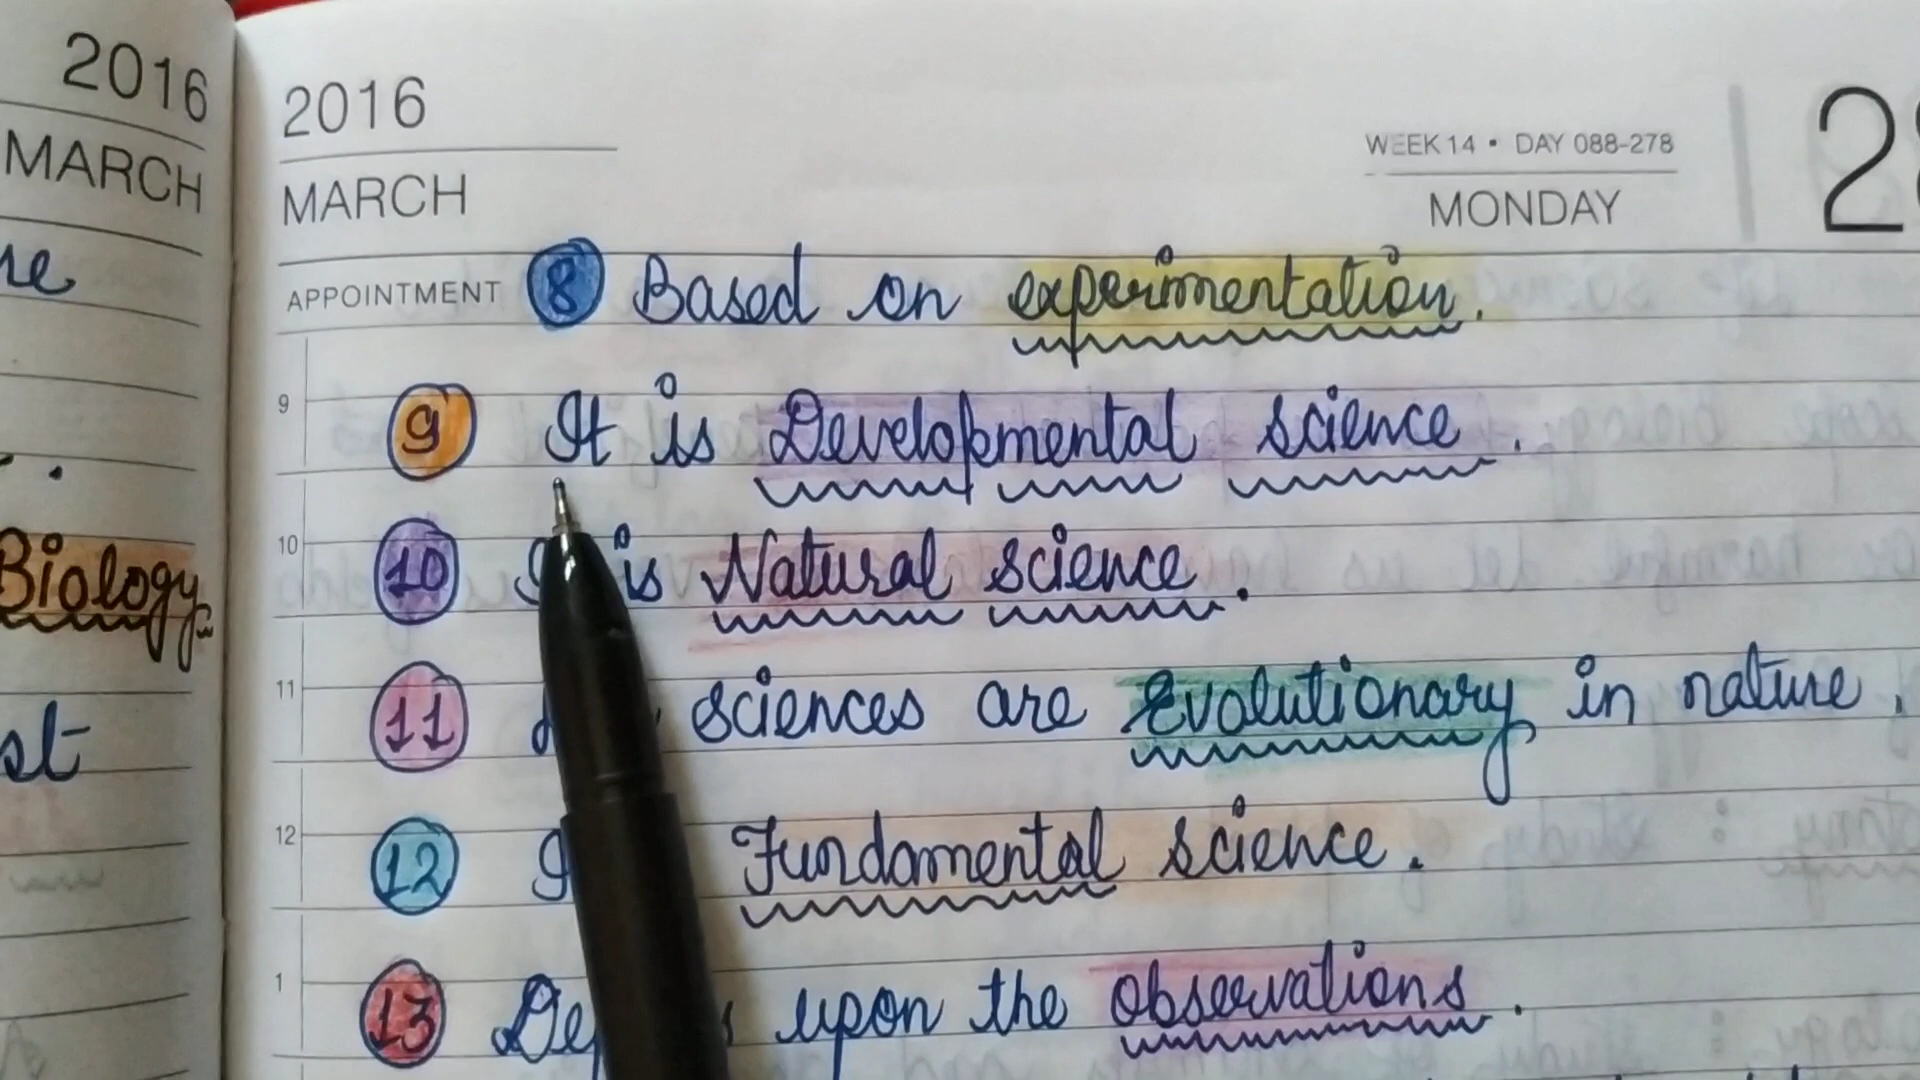 2016
MARCH
re
Biology
st
2016
MARCH
WEEK 14 • DAY 088-278
MONDAY
APPOINTMENT 8 Based on experimentation.
9 9 It is Developmental science.
10 10 is Natural science.
11 11 sciences are Evolutionary in nature.
12 12 Fundamental science.
1 13 upon the observations.